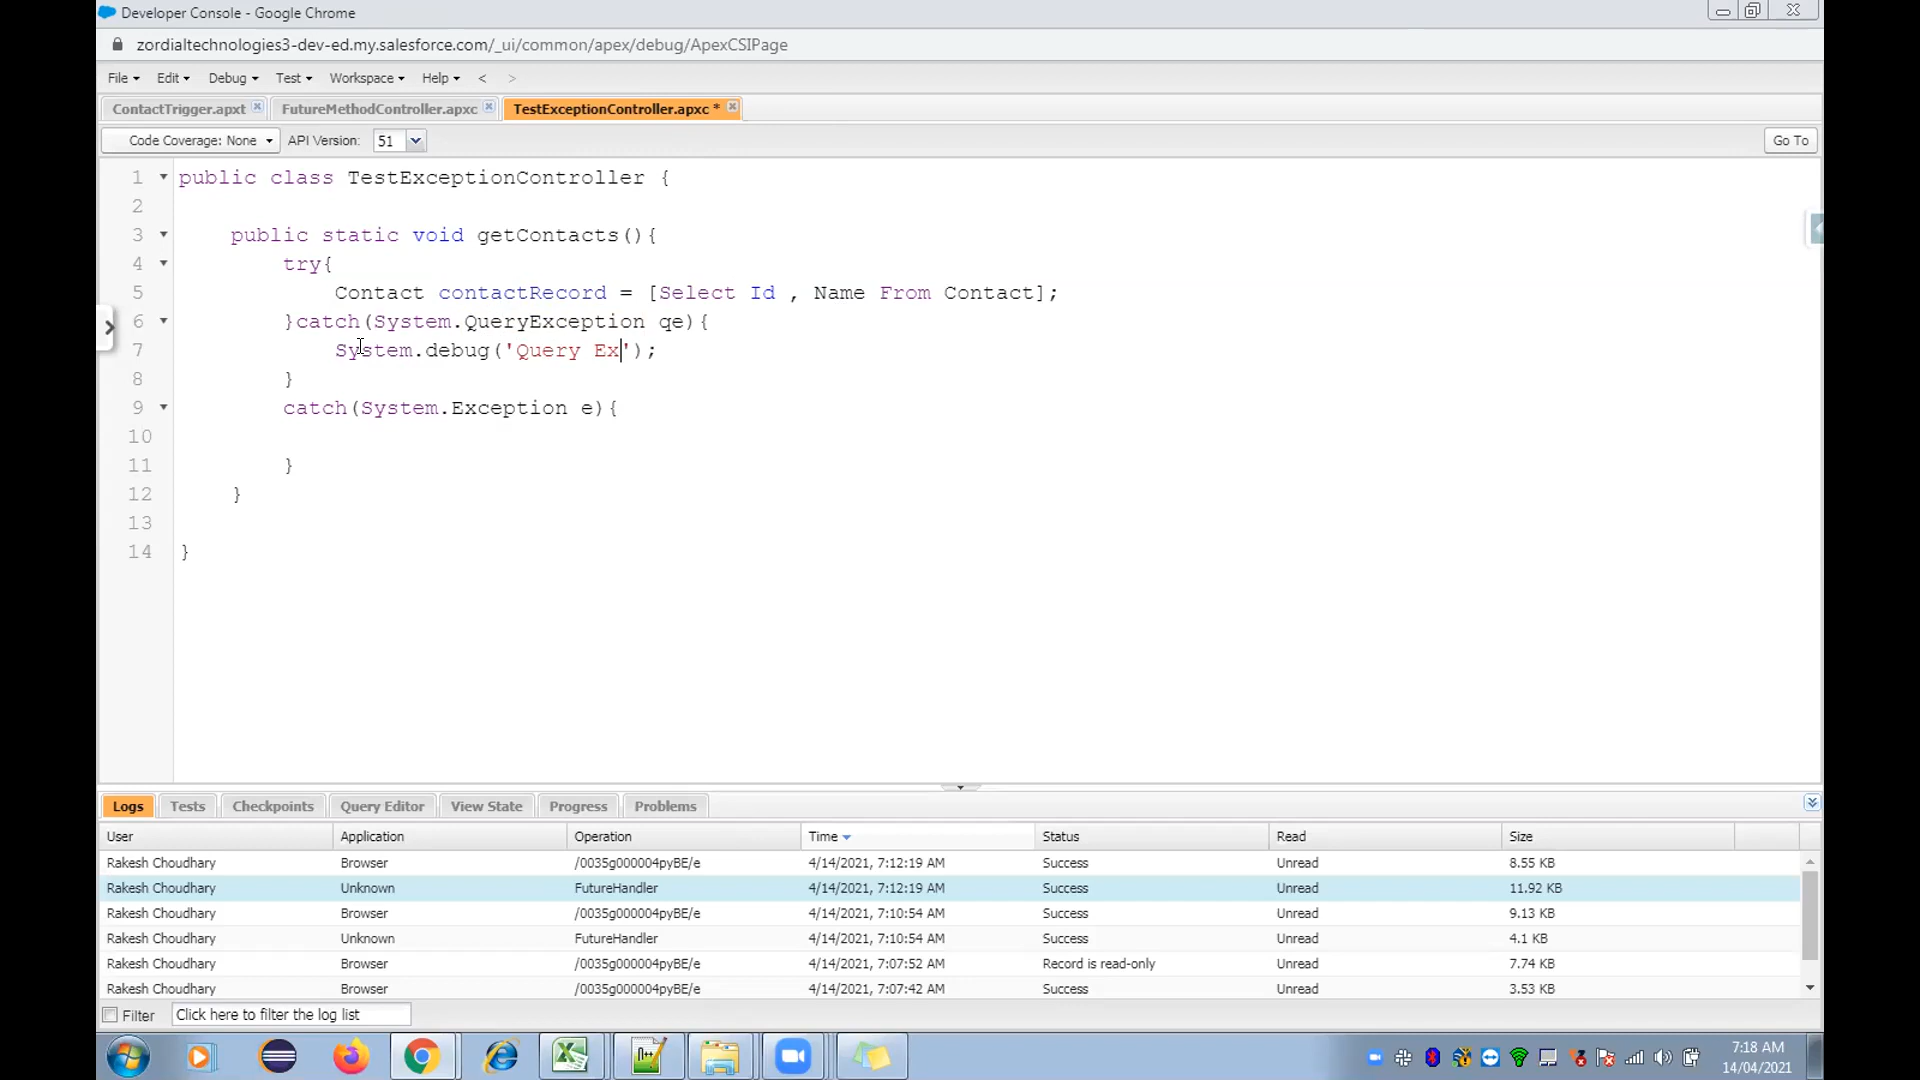 Developer Console - Google Chrome
zordialtechnologies3-dev-ed.my.salesforce.com/_ui/common/apex/debug/ApexCSIPage
File Edit Debug Test Workspace Help < >
ContactTrigger.apxt FutureMethodController.apxc TestExceptionController.apxc *
Code Coverage: None API Version: 51 Go To
1 public class TestExceptionController {
2
3 public static void getContacts(){
4 try{
5 Contact contactRecord = [Select Id , Name From Contact];
6 }catch(System.QueryException qe){
7 System.debug('Query Ex');
8 }
9 catch(System.Exception e){
10
11 }
12 }
13
14 }
Logs Tests Checkpoints Query Editor View State Progress Problems
User Application Operation Time Status Read Size
Rakesh Choudhary Browser /0035g000004pyBE/e 4/14/2021, 7:12:19 AM Success Unread 8.55 KB
Rakesh Choudhary Unknown FutureHandler 4/14/2021, 7:12:19 AM Success Unread 11.92 KB
Rakesh Choudhary Browser /0035g000004pyBE/e 4/14/2021, 7:10:54 AM Success Unread 9.13 KB
Rakesh Choudhary Unknown FutureHandler 4/14/2021, 7:10:54 AM Success Unread 4.1 KB
Rakesh Choudhary Browser /0035g000004pyBE/e 4/14/2021, 7:07:52 AM Record is read-only Unread 7.74 KB
Rakesh Choudhary Browser /0035g000004pyBE/e 4/14/2021, 7:07:42 AM Success Unread 3.53 KB
Filter Click here to filter the log list
7:18 AM
14/04/2021